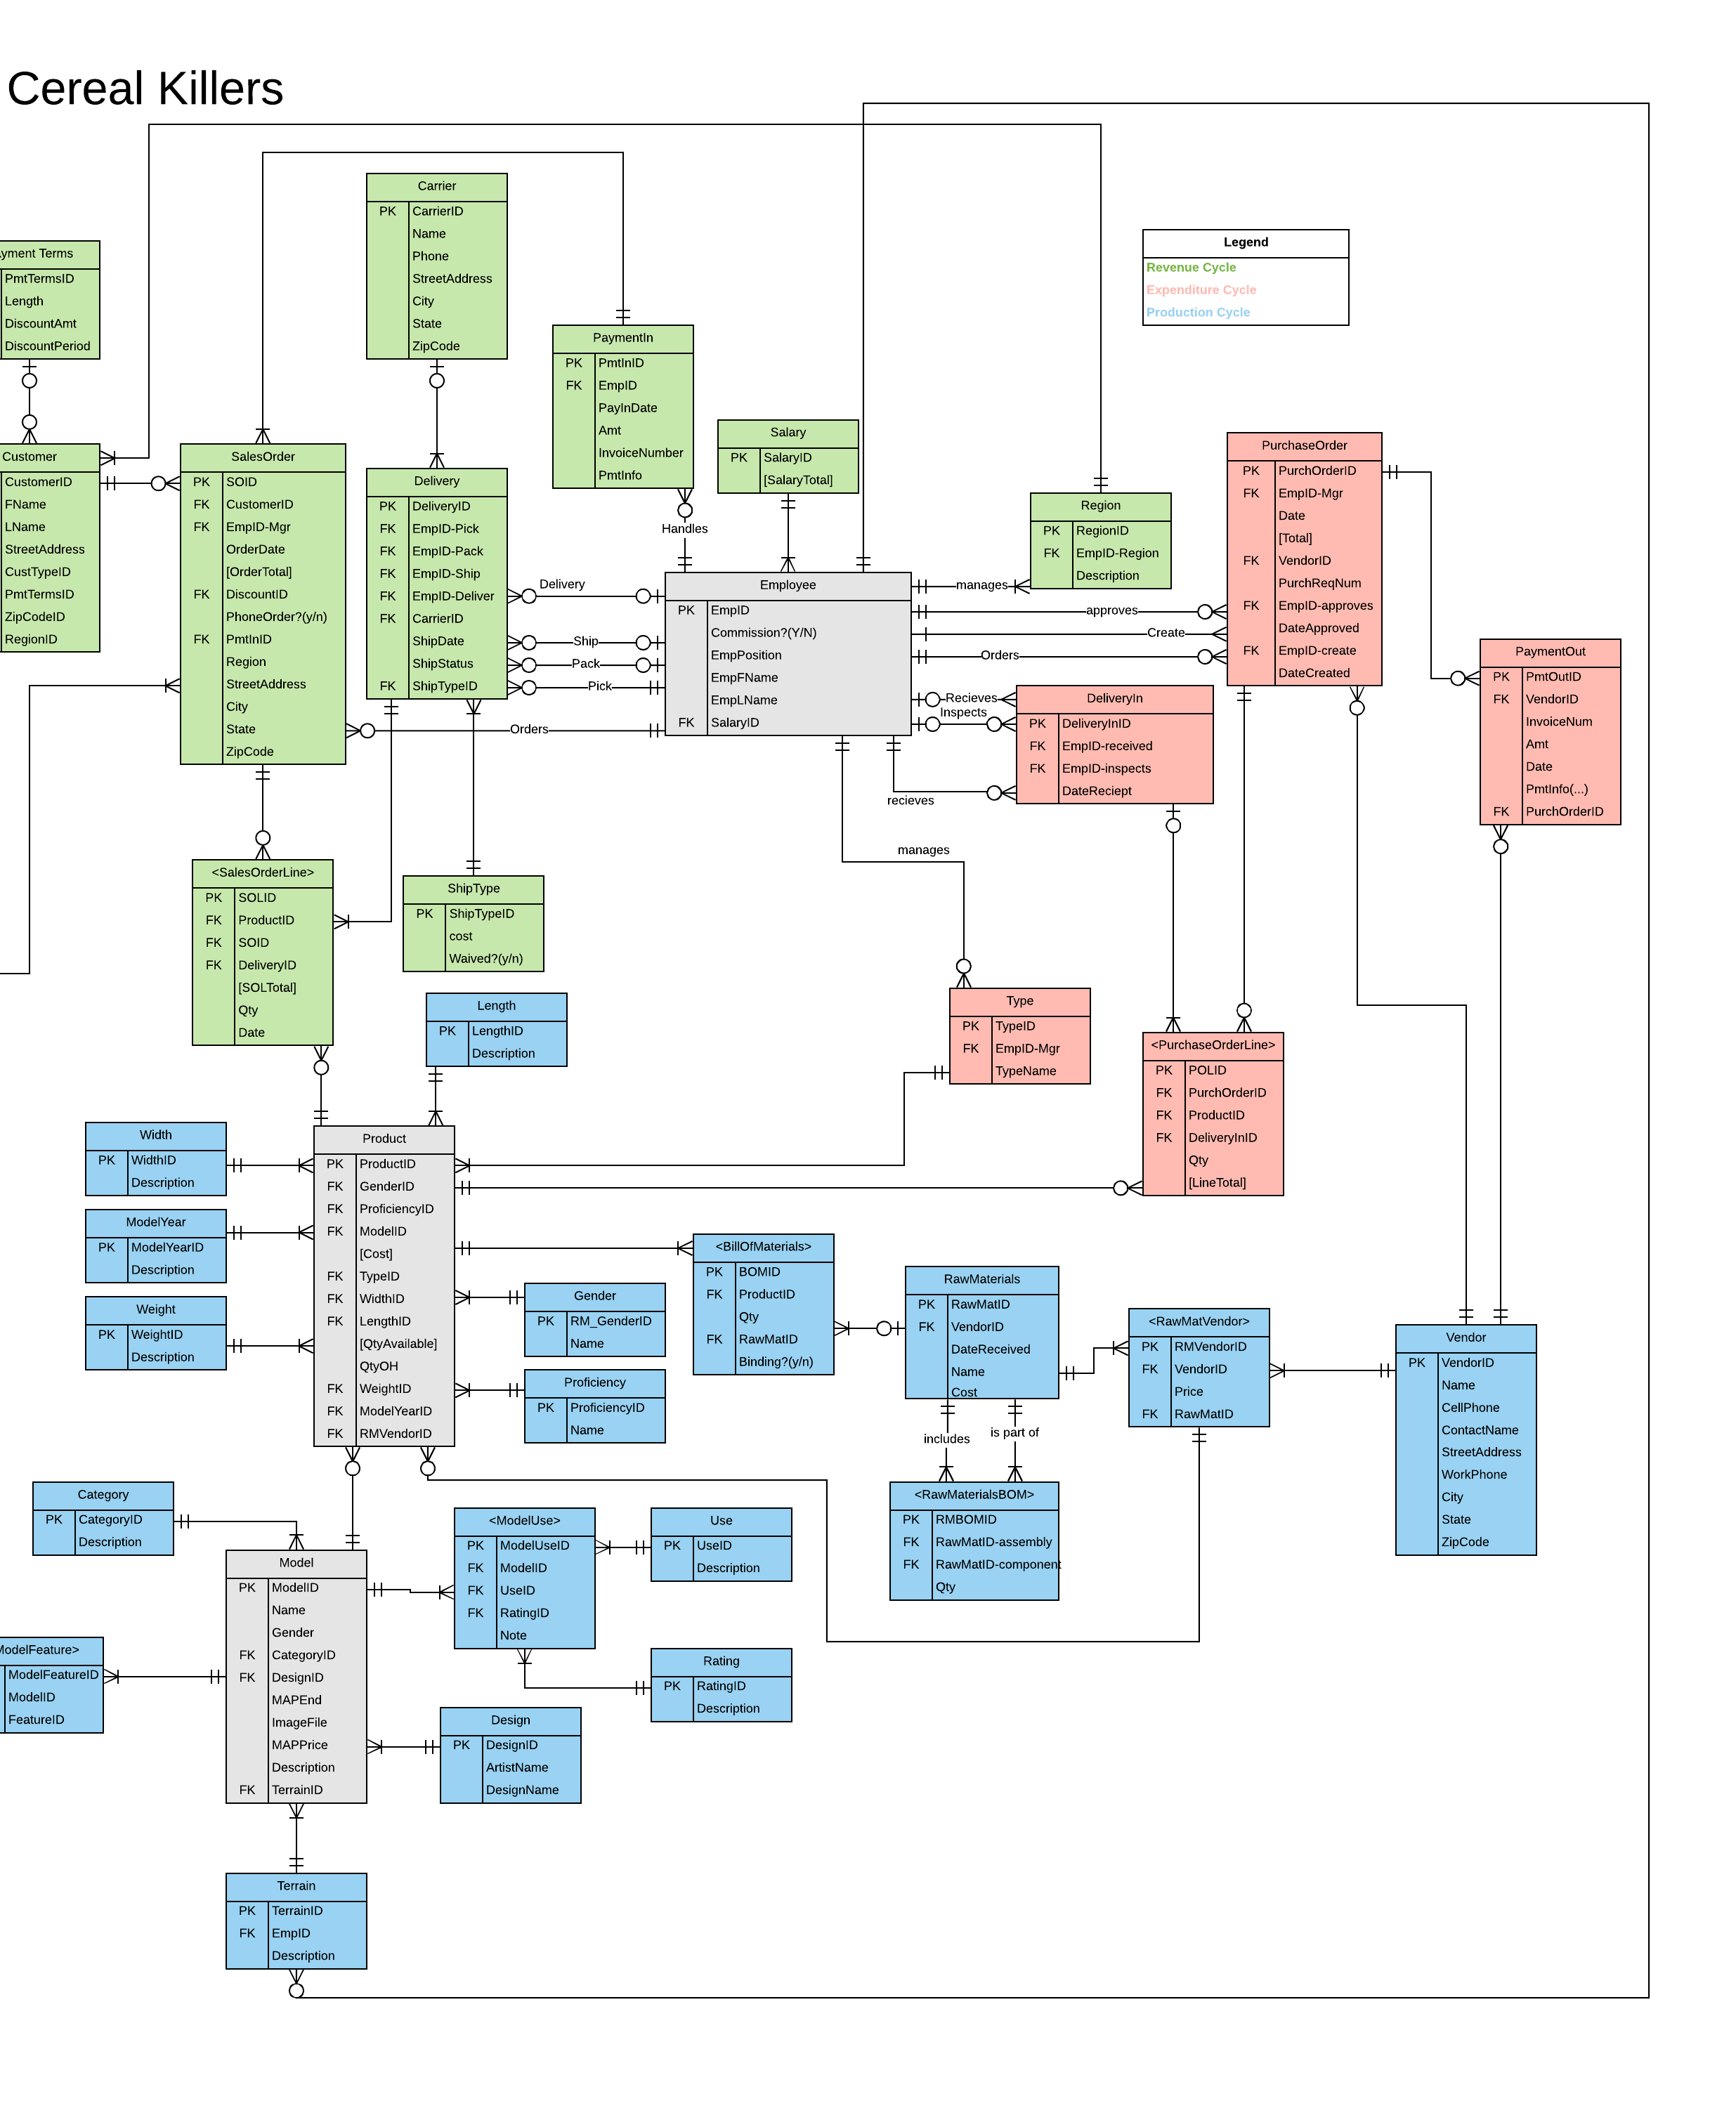 Cereal Killers
Carrier
PK CarrierID
Name
Phone
StreetAddress
City
State
ZipCode
Legend
Revenue Cycle
Expenditure Cycle
Production Cycle
yment Terms
PmtTermsID
Length
DiscountAmt
DiscountPeriod
PaymentIn
PK PmtInID
FK EmpID
PayInDate
Amt
InvoiceNumber
PmtInfo
Handles
Salary
PK SalaryID
[SalaryTotal]
Customer
CustomerID
FName
LName
StreetAddress
CustTypeID
PmtTermsID
ZipCodeID
RegionID
SalesOrder
PK SOID
FK CustomerID
FK EmpID-Mgr
OrderDate
[OrderTotal]
FK DiscountID
PhoneOrder?(y/n)
FK PmtInID
Region
StreetAddress
City
State
ZipCode
Delivery
PK DeliveryID
FK EmpID-Pick
FK EmpID-Pack
FK EmpID-Ship
FK EmpID-Deliver
FK CarrierID
ShipDate
ShipStatus
FK ShipTypeID
Delivery
Ship
Pack
Pick
Orders
Employee
PK EmpID
Commission?(Y/N)
EmpPosition
EmpFName
EmpLName
FK SalaryID
Region
PK RegionID
FK EmpID-Region
Description
manages
approves
Create
Orders
Recieves
Inspects
recieves
manages
PurchaseOrder
PK PurchOrderID
FK EmpID-Mgr
Date
[Total]
FK VendorID
PurchReqNum
FK EmpID-approves
DateApproved
FK EmpID-create
DateCreated
PaymentOut
PK PmtOutID
FK VendorID
InvoiceNum
Amt
Date
PmtInfo(...)
FK PurchOrderID
DeliveryIn
PK DeliveryInID
FK EmpID-received
FK EmpID-inspects
DateReciept
<SalesOrderLine>
PK SOLID
FK ProductID
FK SOID
FK DeliveryID
[SOLTotal]
Qty
Date
ShipType
PK ShipTypeID
cost
Waived?(y/n)
Length
PK LengthID
Description
Type
PK TypeID
FK EmpID-Mgr
TypeName
<PurchaseOrderLine>
PK POLID
FK PurchOrderID
FK ProductID
FK DeliveryInID
Qty
[LineTotal]
Width
PK WidthID
Description
ModelYear
PK ModelYearID
Description
Weight
PK WeightID
Description
Product
PK ProductID
FK GenderID
FK ProficiencyID
FK ModelID
[Cost]
FK TypeID
FK WidthID
FK LengthID
[QtyAvailable]
QtyOH
FK WeightID
FK ModelYearID
FK RMVendorID
Gender
PK RM_GenderID
Name
Proficiency
PK ProficiencyID
Name
<BillOfMaterials>
PK BOMID
FK ProductID
Qty
FK RawMatID
Binding?(y/n)
RawMaterials
PK RawMatID
FK VendorID
DateReceived
Name
Cost
includes
is part of
<RawMatVendor>
PK RMVendorID
FK VendorID
Price
FK RawMatID
Vendor
PK VendorID
Name
CellPhone
ContactName
StreetAddress
WorkPhone
City
State
ZipCode
<RawMaterialsBOM>
PK RMBOMID
FK RawMatID-assembly
FK RawMatID-component
Qty
Category
PK CategoryID
Description
Model
PK ModelID
Name
Gender
FK CategoryID
FK DesignID
MAPEnd
ImageFile
MAPPrice
Description
FK TerrainID
<ModelUse>
PK ModelUseID
FK ModelID
FK UseID
FK RatingID
Note
Use
PK UseID
Description
Rating
PK RatingID
Description
Design
PK DesignID
ArtistName
DesignName
ModelFeature>
ModelFeatureID
ModelID
FeatureID
Terrain
PK TerrainID
FK EmpID
Description